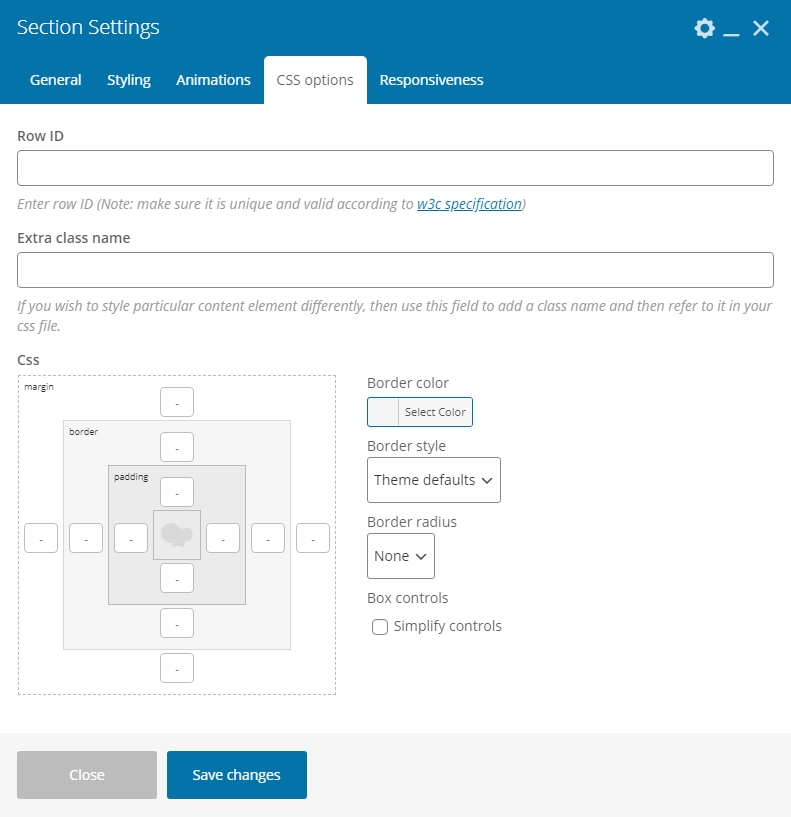 Section Settings
General Styling Animations CSS options Responsiveness
Row ID
Enter row ID (Note: make sure it is unique and valid according to w3c specification)
Extra class name
If you wish to style particular content element differently, then use this field to add a class name and then refer to it in your
css file.
Css
margin
-
border
-
padding
-
- - - - - -
-
-
-
Border color
Select Color
Border style
Theme defaults
Border radius
None
Box controls
Simplify controls
Close Save changes